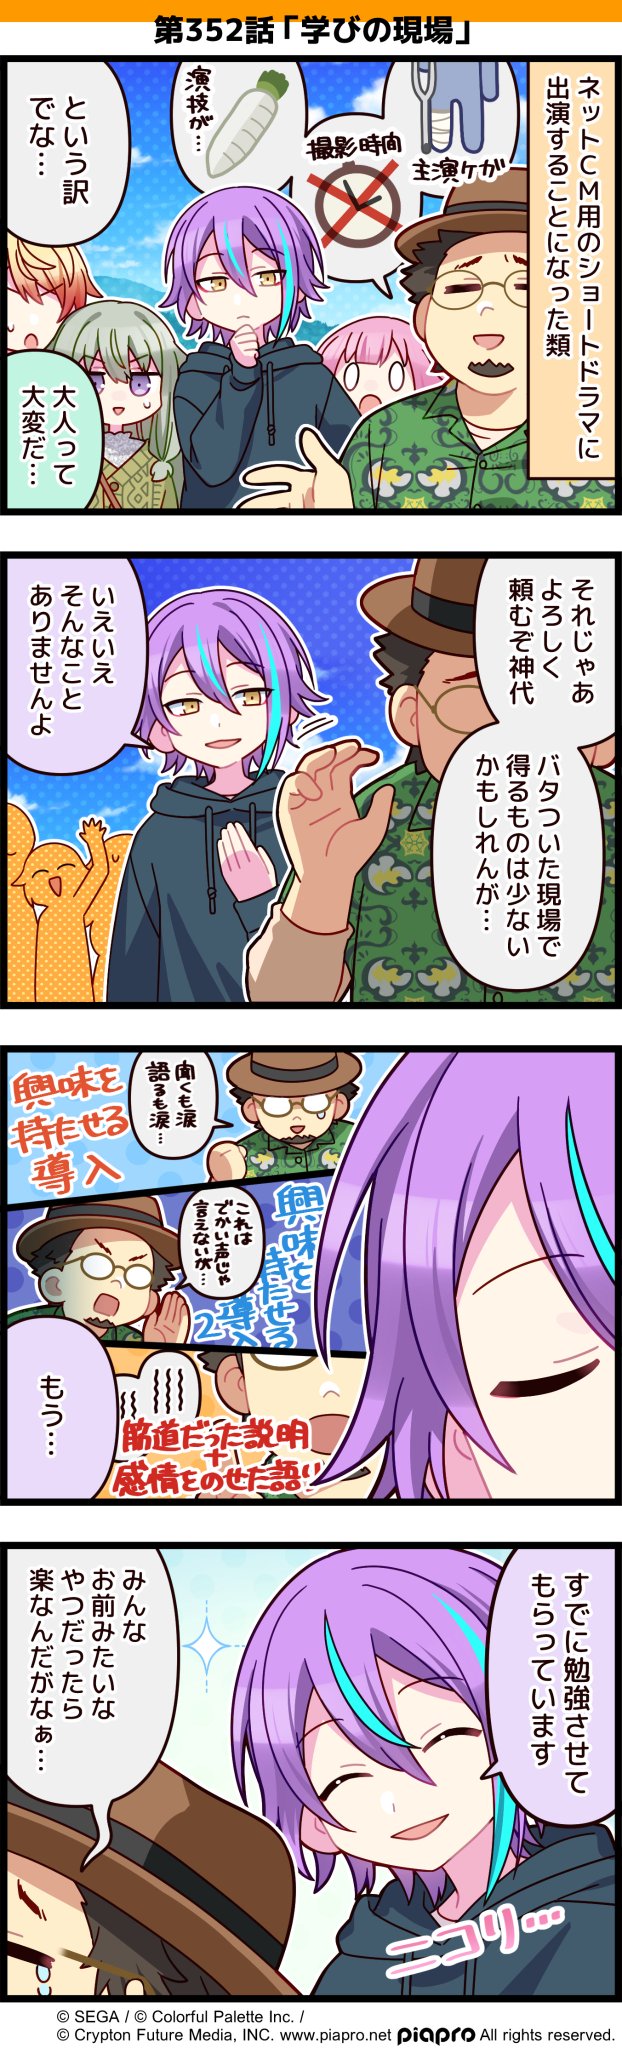 第352話「学びの現場」
ネットCM用のショートドラマに
出演することになった類
主演ケガ
撮影時間
演技が…
という訳
でな…
大人って
大変だ…
それじゃあ
よろしく
頼むぞ神代
バタついた現場で
得るものは少ない
かもしれんが…
いえいえ
そんなこと
ありませんよ
聞くも涙
語るも涙…
興味を
持たせる
導入
これは
でかい声じゃ
言えないが…
興味を
持たせる
導入2
筋道だった説明
+
感情をのせた語り
もう…
すでに勉強させて
もらっています
ニコリ…
みんな
お前みたいな
やつだったら
楽なんだがなぁ…
© SEGA / © Colorful Palette Inc. /
© Crypton Future Media, INC. www.piapro.net piapro All rights reserved.